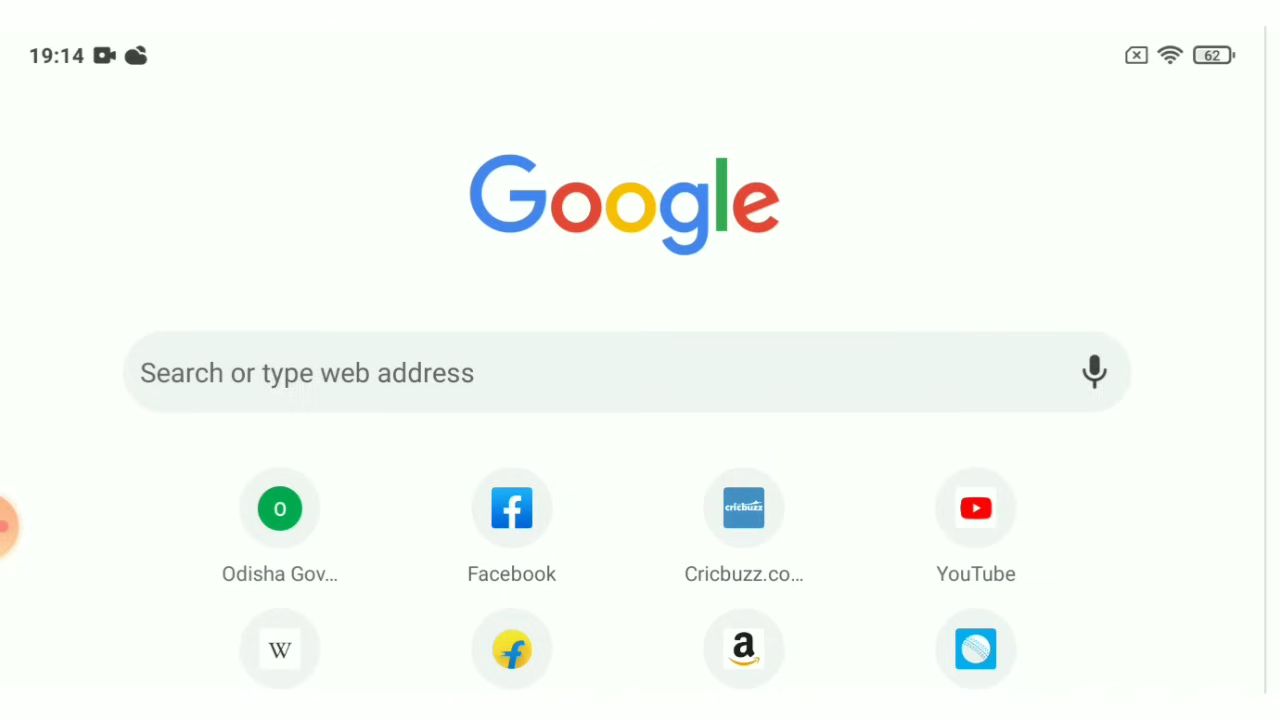 19:14 62
Google
Search or type web address
O
f
cricbuzz
Odisha Gov...
Facebook
Cricbuzz.co...
YouTube
W
f
a